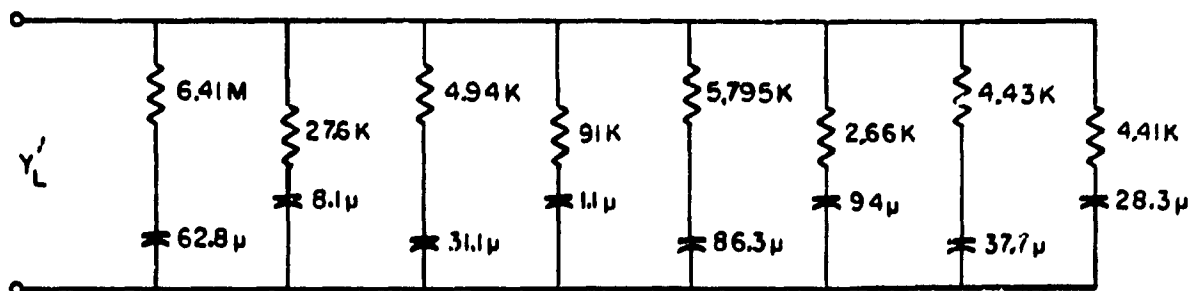 6.41M
27.6K
4.94K
91K
5.795K
2.66K
4.43K
4.41K
Y'L
8.1μ
1.1μ
94μ
28.3μ
62.8μ
31.1μ
86.3μ
37.7μ